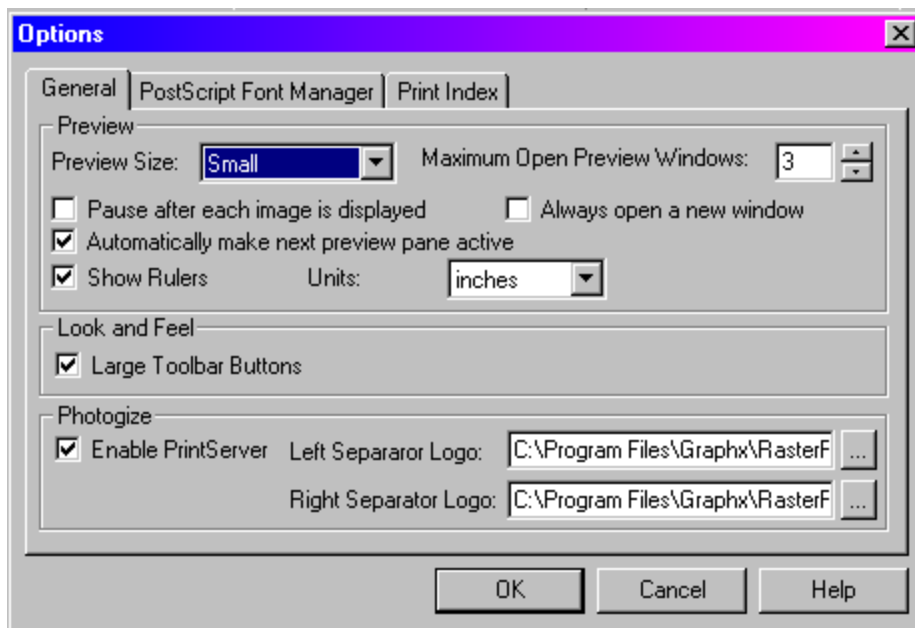 Options
General PostScript Font Manager Print Index
Preview
Preview Size: Small Maximum Open Preview Windows: 3
Pause after each image is displayed Always open a new window
Automatically make next preview pane active
Show Rulers Units: inches
Look and Feel
Large Toolbar Buttons
Photogize
Enable PrintServer Left Separaror Logo: C:\Program Files\Graphx\RasterF ...
Right Separator Logo: C:\Program Files\Graphx\RasterF ...
OK Cancel Help